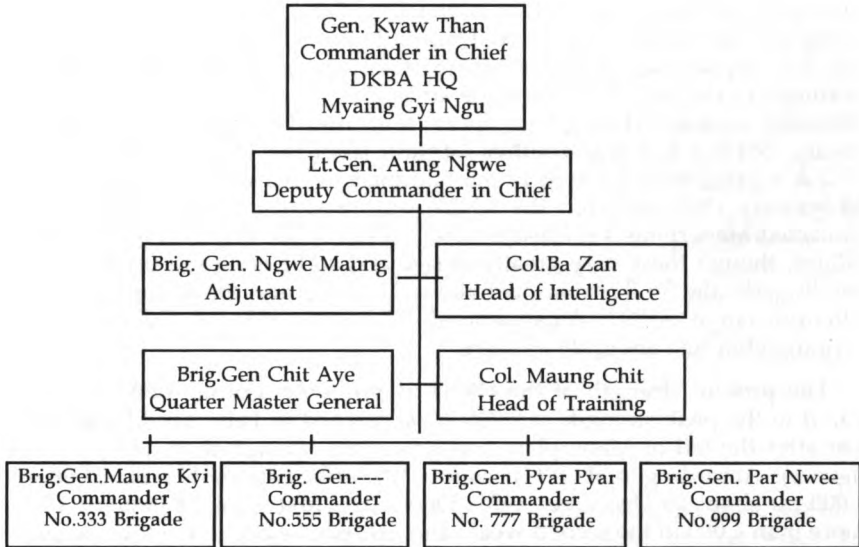 Gen. Kyaw Than
Commander in Chief
DKBA HQ
Myaing Gyi Ngu
Lt.Gen. Aung Ngwe
Deputy Commander in Chief
Brig. Gen. Ngwe Maung
Adjutant
Col.Ba Zan
Head of Intelligence
Brig.Gen Chit Aye
Quarter Master General
Col. Maung Chit
Head of Training
Brig.Gen.Maung Kyi
Commander
No.333 Brigade
Brig. Gen.----
Commander
No.555 Brigade
Brig.Gen. Pyar Pyar
Commander
No. 777 Brigade
Brig.Gen. Par Nwee
Commander
No.999 Brigade